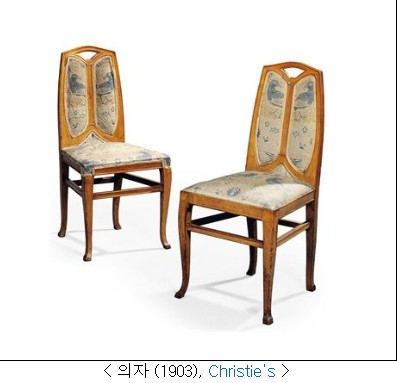 < 의자 (1903), Christie's >